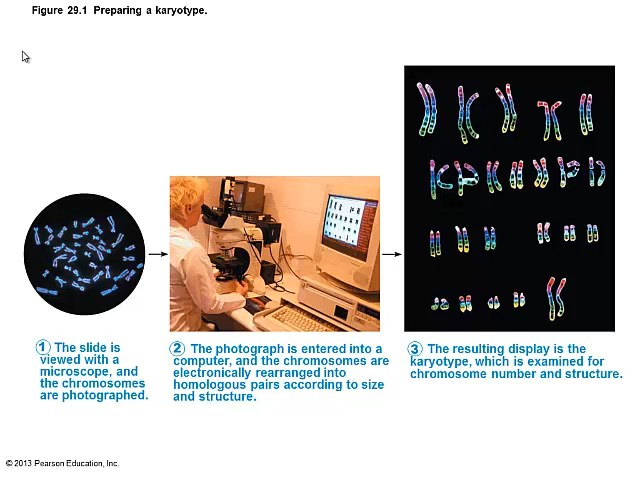 Figure 29.1 Preparing a karyotype.
1 The slide is
viewed with a
microscope, and
the chromosomes
are photographed.
2 The photograph is entered into a
computer, and the chromosomes are
electronically rearranged into
homologous pairs according to size
and structure.
3 The resulting display is the
karyotype, which is examined for
chromosome number and structure.
© 2013 Pearson Education, Inc.